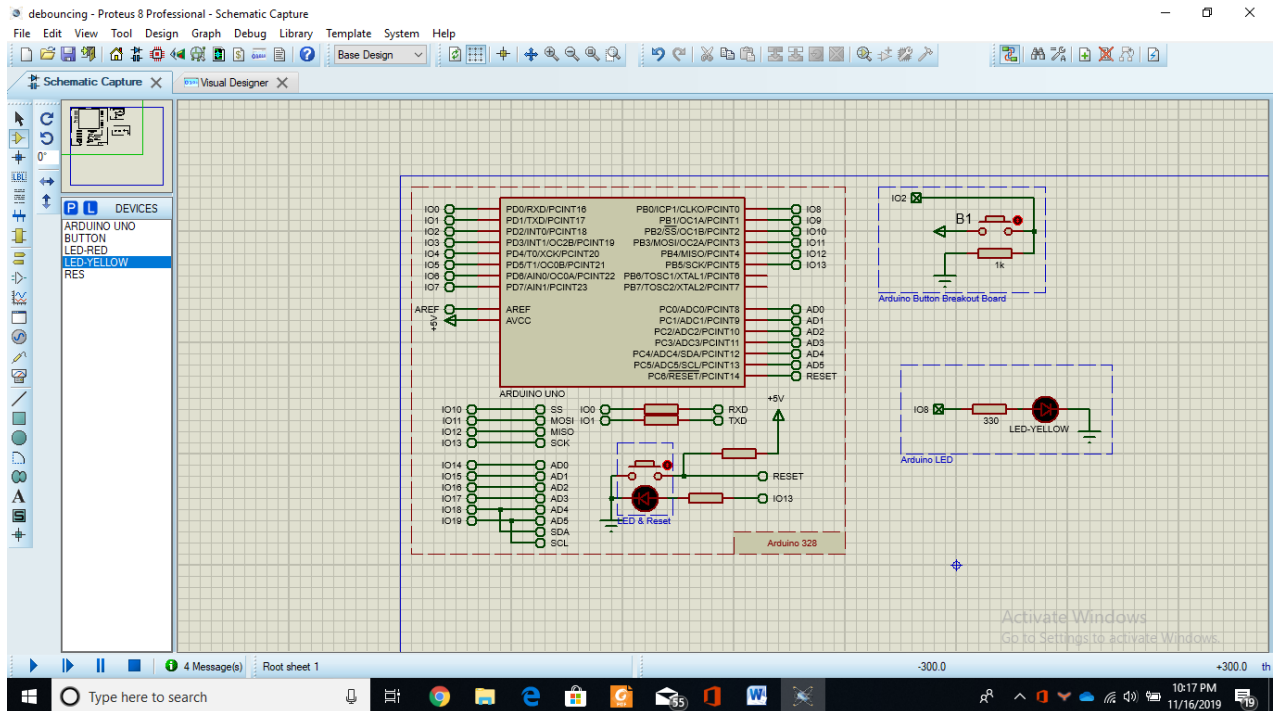 debouncing - Proteus 8 Professional - Schematic Capture
File Edit View Tool Design Graph Debug Library Template System Help
Base Design
Schematic Capture
Visual Designer
0°
LBL
A
S
P L DEVICES
ARDUINO UNO
BUTTON
LED-RED
LED-YELLOW
RES
IO0 PD0/RXD/PCINT16 PB0/ICP1/CLKO/PCINT0 IO8
IO1 PD1/TXD/PCINT17 PB1/OC1A/PCINT1 IO9
IO2 PD2/INT0/PCINT18 PB2/SS/OC1B/PCINT2 IO10
IO3 PD3/INT1/OC2B/PCINT19 PB3/MOSI/OC2A/PCINT3 IO11
IO4 PD4/T0/XCK/PCINT20 PB4/MISO/PCINT4 IO12
IO5 PD5/T1/OC0B/PCINT21 PB5/SCK/PCINT5 IO13
IO6 PD6/AIN0/OC0A/PCINT22 PB6/TOSC1/XTAL1/PCINT6
IO7 PD7/AIN1/PCINT23 PB7/TOSC2/XTAL2/PCINT7
AREF AREF PC0/ADC0/PCINT8 AD0
+5V AVCC PC1/ADC1/PCINT9 AD1
PC2/ADC2/PCINT10 AD2
PC3/ADC3/PCINT11 AD3
PC4/ADC4/SDA/PCINT12 AD4
PC5/ADC5/SCL/PCINT13 AD5
PC6/RESET/PCINT14 RESET
ARDUINO UNO
+5V
IO10 SS IO0 RXD
IO11 MOSI IO1 TXD
IO12 MISO
IO13 SCK
IO14 AD0
IO15 AD1 RESET
IO16 AD2
IO17 AD3 IO13
IO18 AD4
IO19 AD5
SDA
SCL
LED & Reset
Arduino 328
IO2
B1
1k
Arduino Button Breakout Board
IO8
330
LED-YELLOW
Arduino LED
Activate Windows
Go to Settings to activate Windows.
4 Message(s) Root sheet 1 -300.0 +300.0 th
Type here to search
55
10:17 PM
11/16/2019
19